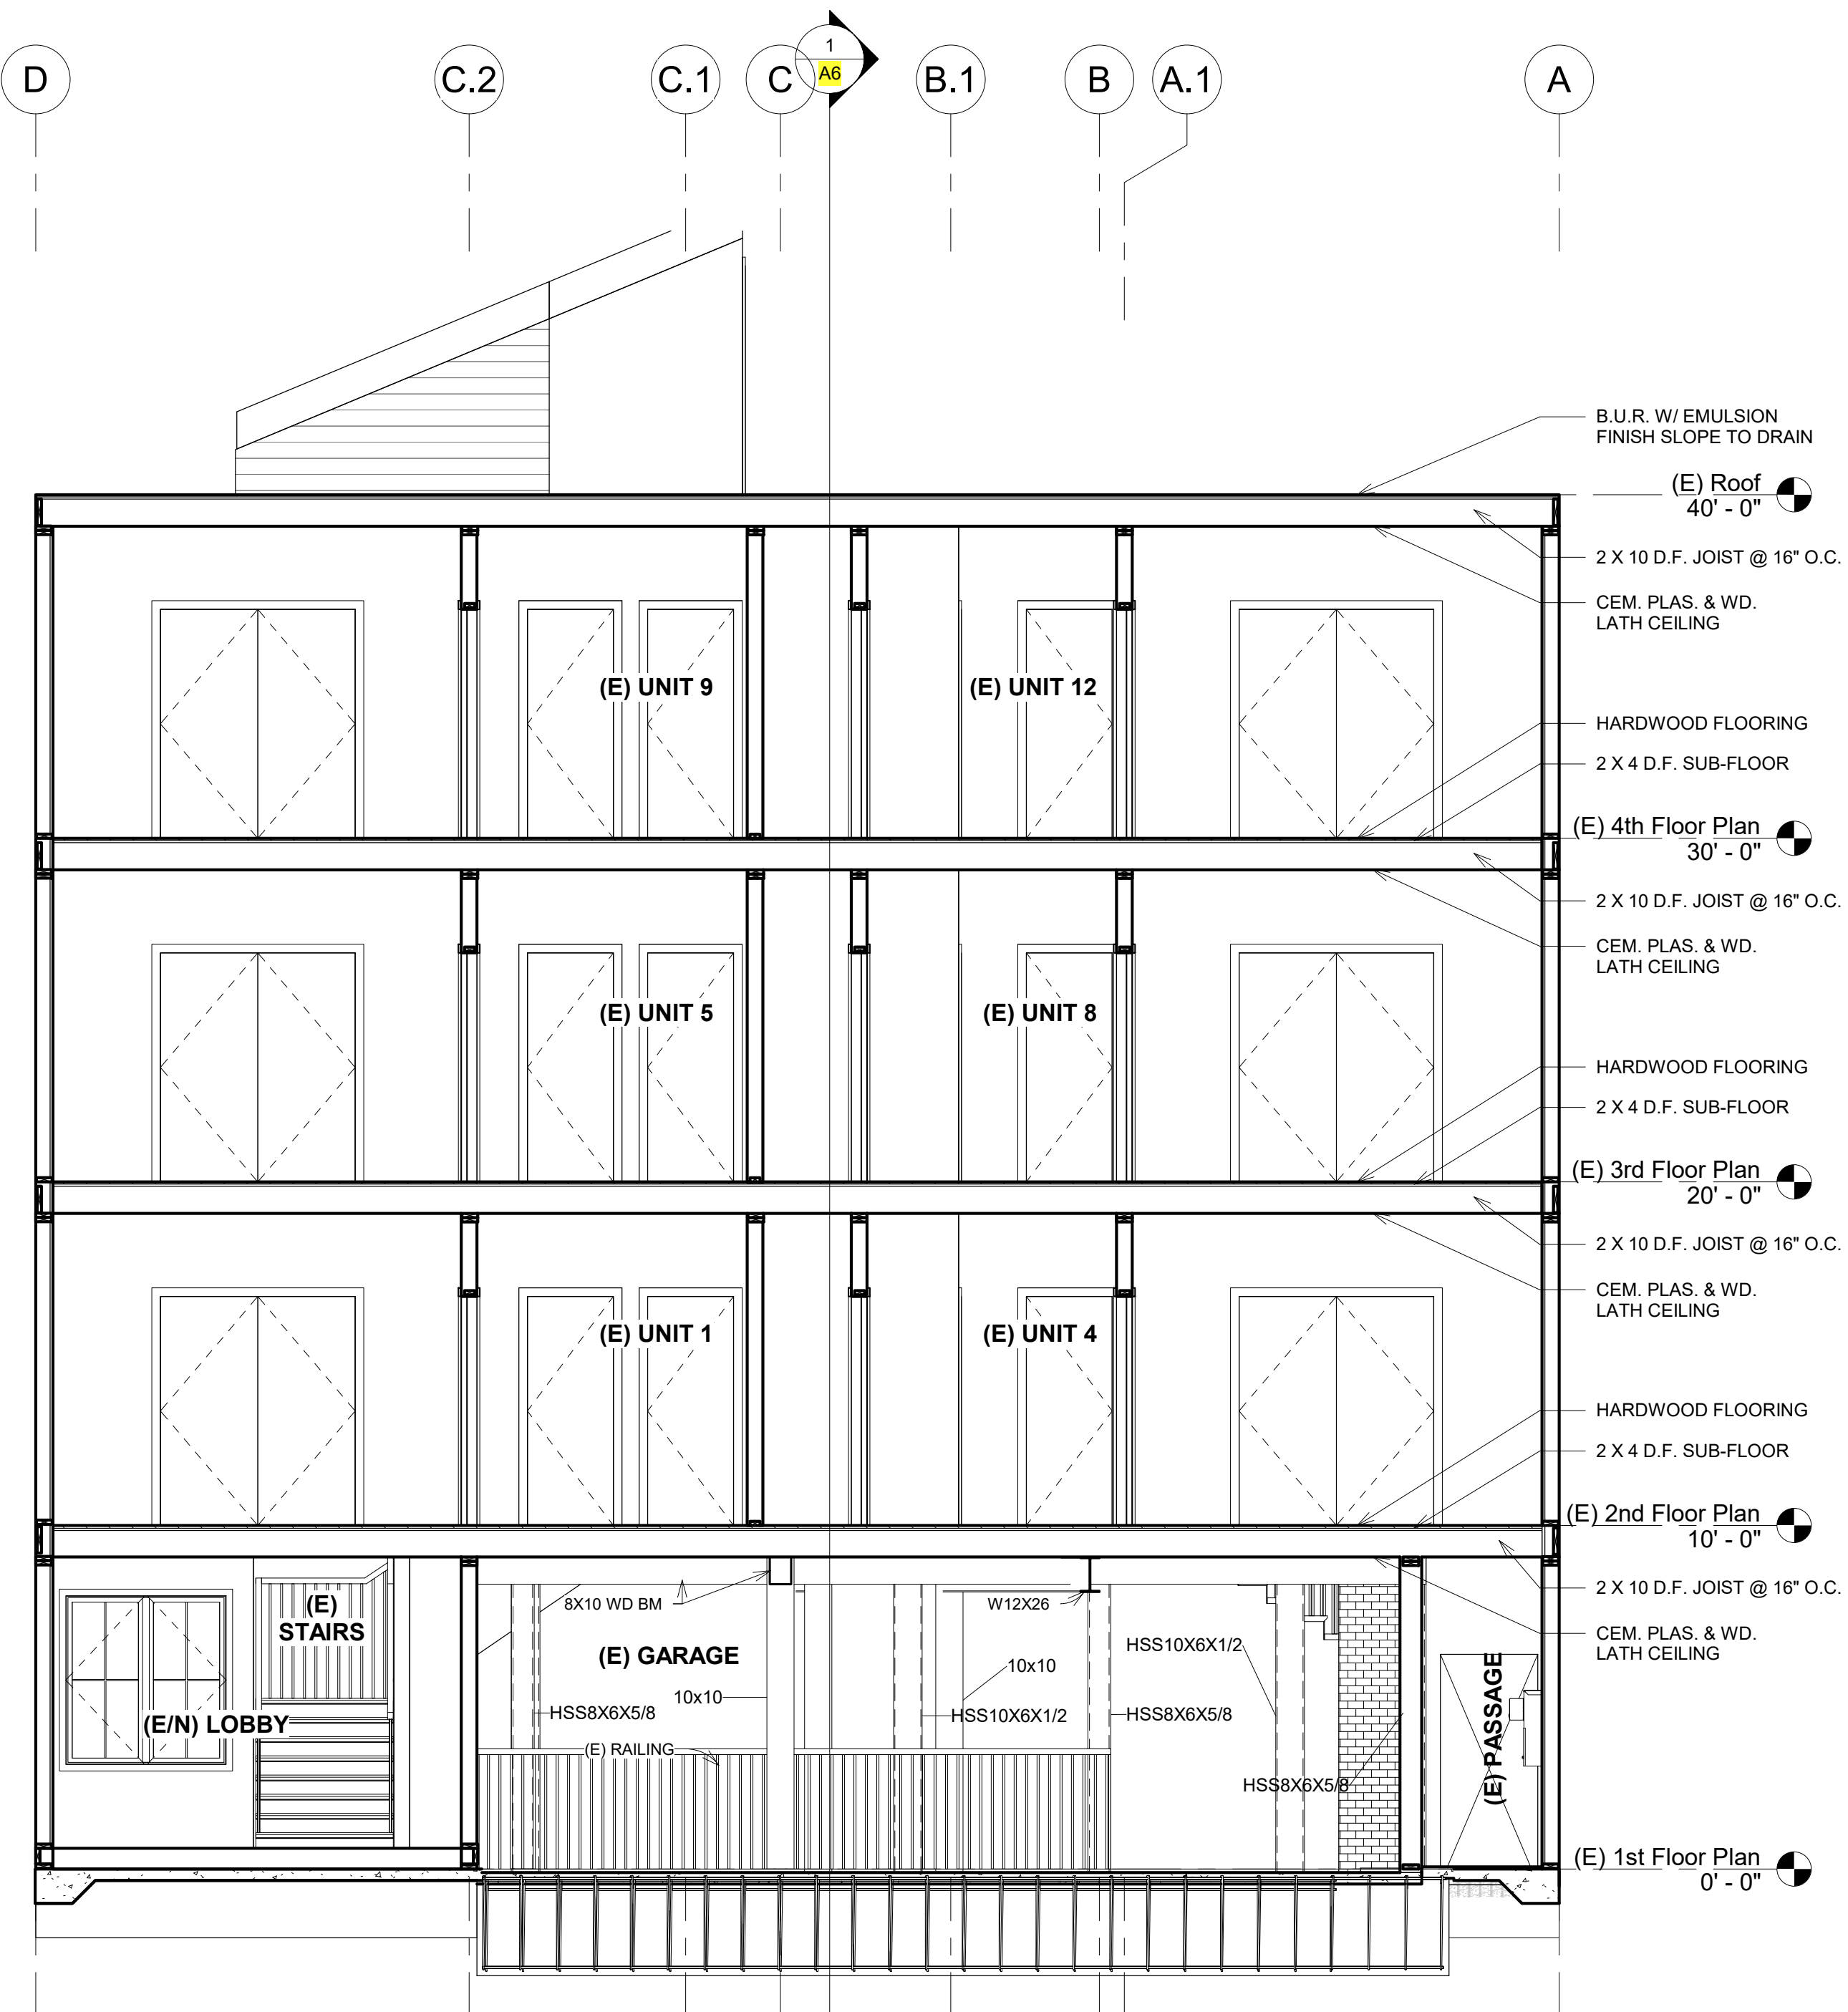 D
C.2
C.1
C
1
A6
B.1
B
A.1
A
B.U.R. W/ EMULSION
FINISH SLOPE TO DRAIN
(E) Roof
40' - 0"
2 X 10 D.F. JOIST @ 16" O.C.
CEM. PLAS. & WD.
LATH CEILING
(E) UNIT 9
(E) UNIT 12
HARDWOOD FLOORING
2 X 4 D.F. SUB-FLOOR
(E) 4th Floor Plan
30' - 0"
2 X 10 D.F. JOIST @ 16" O.C.
CEM. PLAS. & WD.
LATH CEILING
(E) UNIT 5
(E) UNIT 8
HARDWOOD FLOORING
2 X 4 D.F. SUB-FLOOR
(E) 3rd Floor Plan
20' - 0"
2 X 10 D.F. JOIST @ 16" O.C.
CEM. PLAS. & WD.
LATH CEILING
(E) UNIT 1
(E) UNIT 4
HARDWOOD FLOORING
2 X 4 D.F. SUB-FLOOR
(E) 2nd Floor Plan
10' - 0"
2 X 10 D.F. JOIST @ 16" O.C.
CEM. PLAS. & WD.
LATH CEILING
(E)
STAIRS
8X10 WD BM
W12X26
(E) GARAGE
HSS10X6X1/2
10x10
10x10
HSS8X6X5/8
HSS10X6X1/2
HSS8X6X5/8
(E/N) LOBBY
(E) RAILING
HSS8X6X5/8
(E) PASSAGE
(E) 1st Floor Plan
0' - 0"